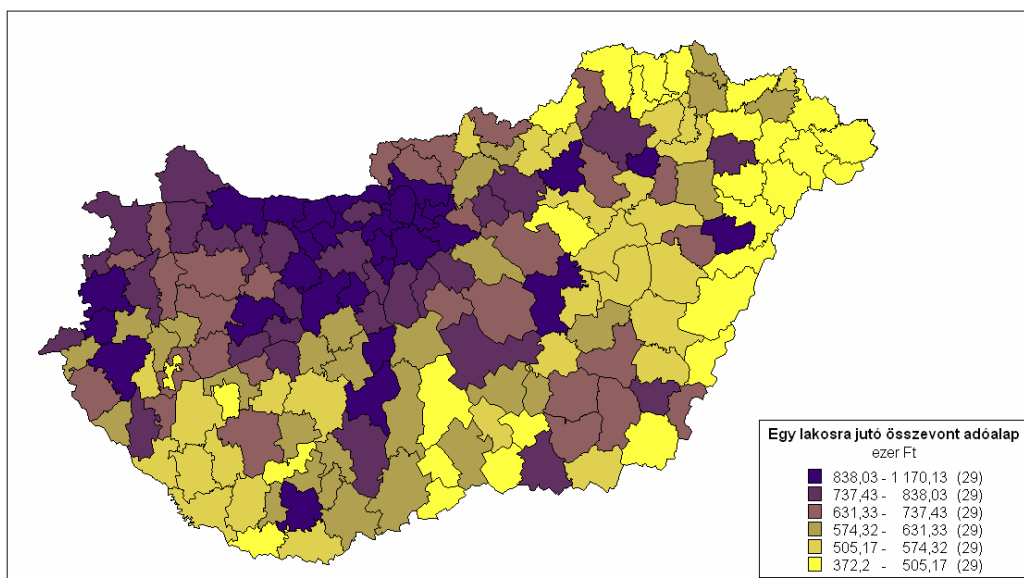 Egy lakosra jutó összevont adóalap
ezer Ft
838,03 - 1 170,13 (29)
737,43 - 838,03 (29)
631,33 - 737,43 (29)
574,32 - 631,33 (29)
505,17 - 574,32 (29)
372,2 - 505,17 (29)